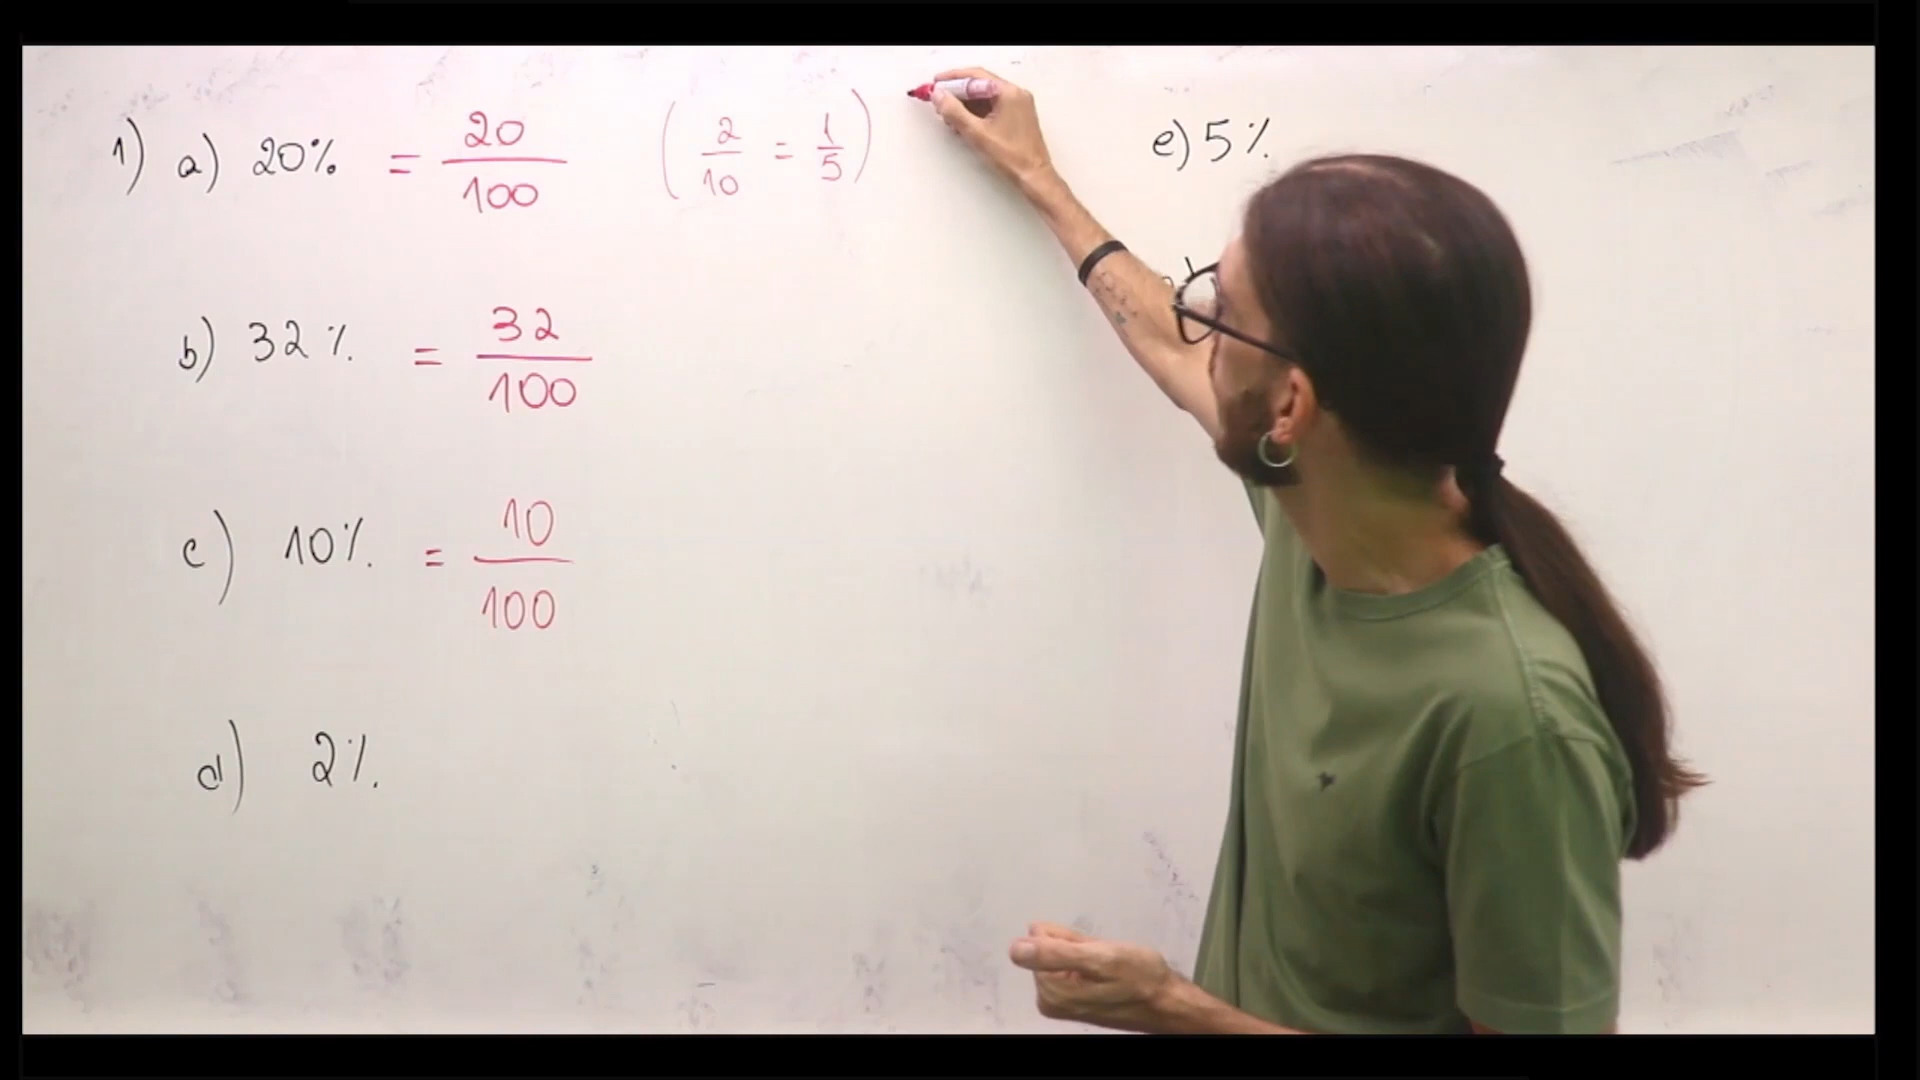 1) a) 20% = 20/100 (2/10 = 1/5)
b) 32% = 32/100
c) 10% = 10/100
d) 2%
e) 5%